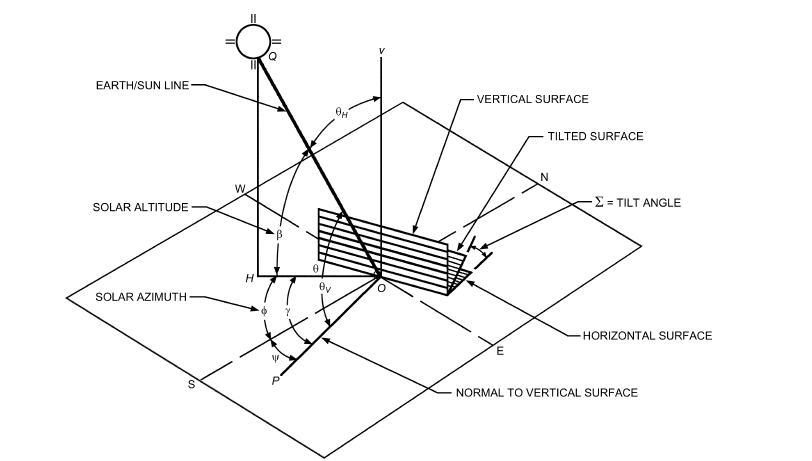 Q
v
EARTH/SUN LINE
θH
VERTICAL SURFACE
TILTED SURFACE
W
N
SOLAR ALTITUDE
Σ = TILT ANGLE
β
θ
H
θV
O
SOLAR AZIMUTH
ϕ
γ
HORIZONTAL SURFACE
E
ψ
S
P
NORMAL TO VERTICAL SURFACE